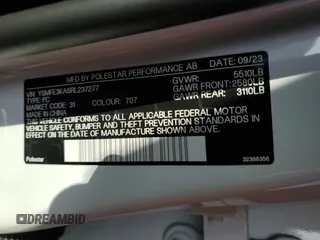 MFD BY POLESTAR PERFORMANCE AB 09/23
VIN: YSMFE3KA5RL237277 GVWR: 5510LB
TYPE: PC GAWR FRONT: 2580LB
MARKET CODE: 31 COLOUR: 707 GAWR REAR: 3110LB
MADE IN CHINA
THIS VEHICLE CONFORMS TO ALL APPLICABLE FEDERAL MOTOR
VEHICLE SAFETY, BUMPER, AND THEFT PREVENTION STANDARDS
IN EFFECT ON THE DATE OF MANUFACTURE SHOWN ABOVE.
Polestar 32366356
DREAMBID